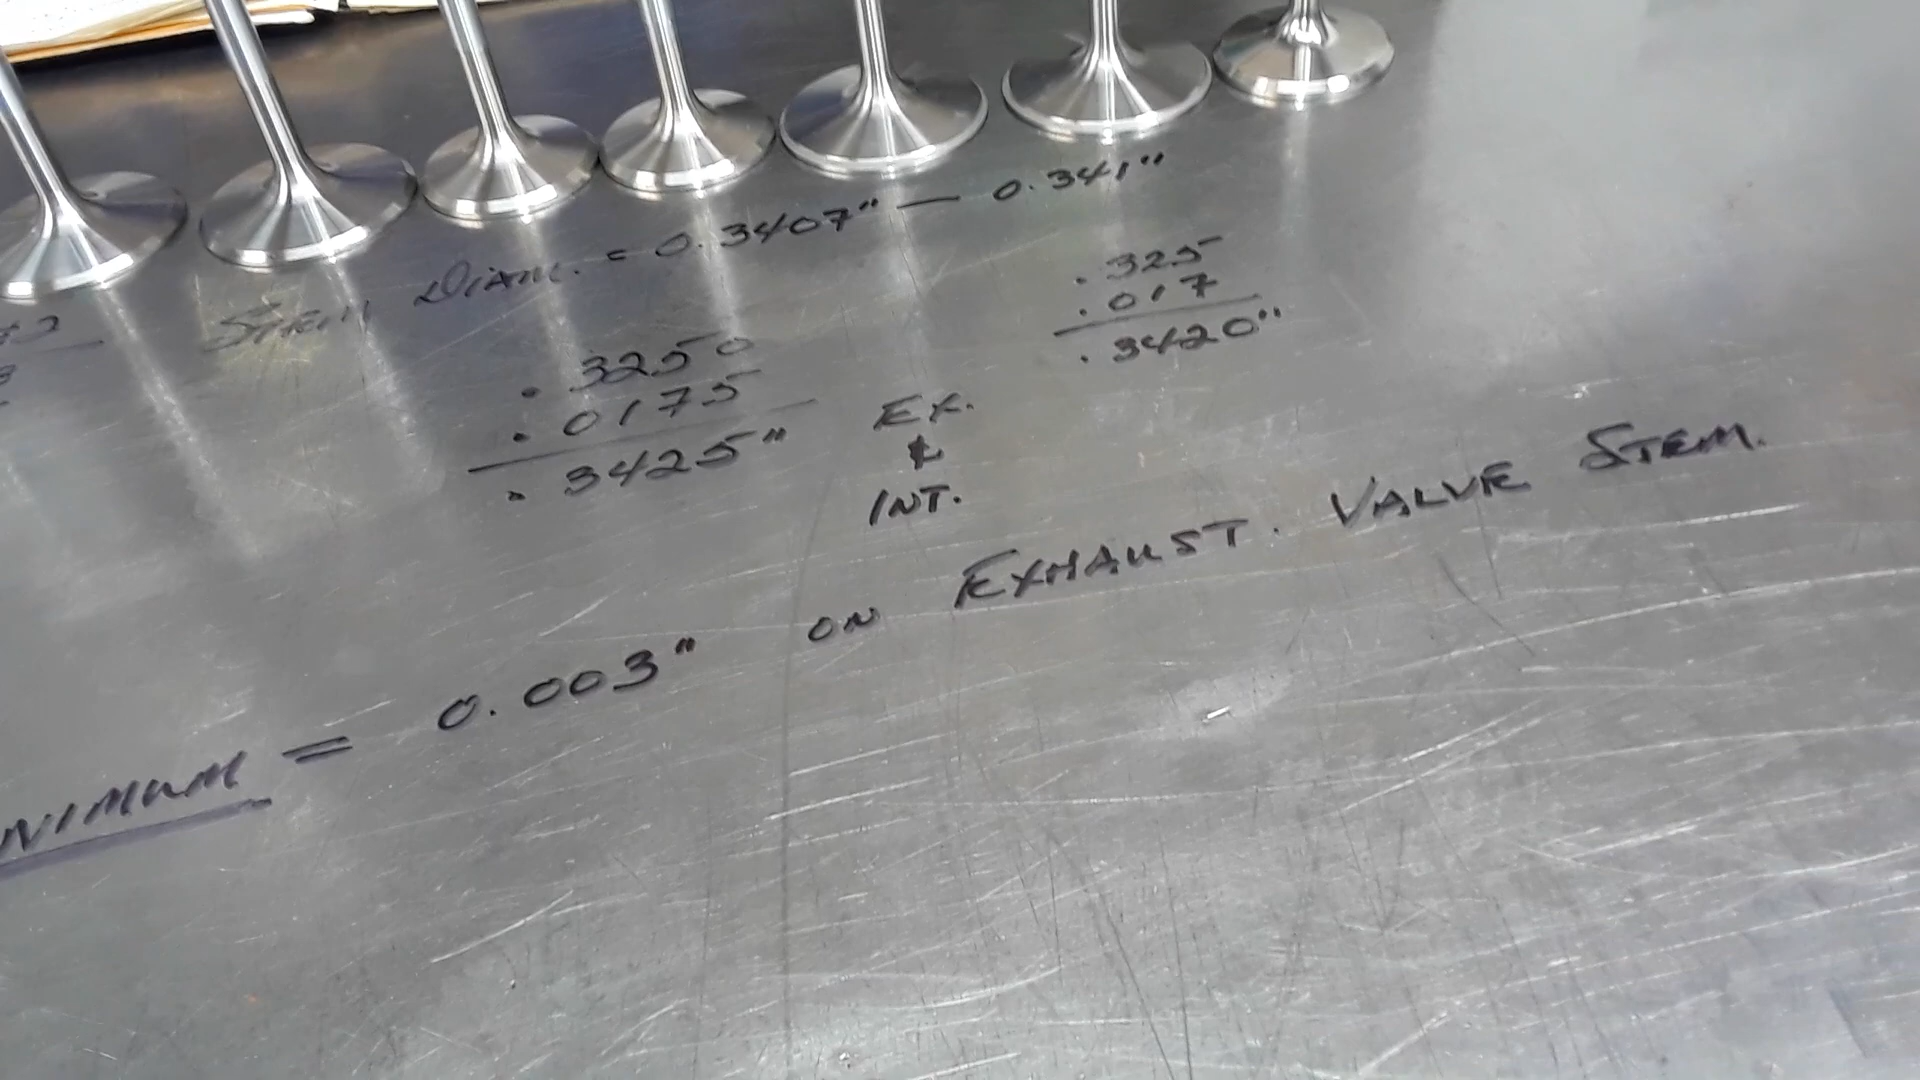 STEM DIAM. = 0.3407" — 0.341"
.3250
.0175
.3425"
EX.
&
INT.
.325
.017
.3420"
NIMUM = 0.003" ON EXHAUST. VALVE STEM.